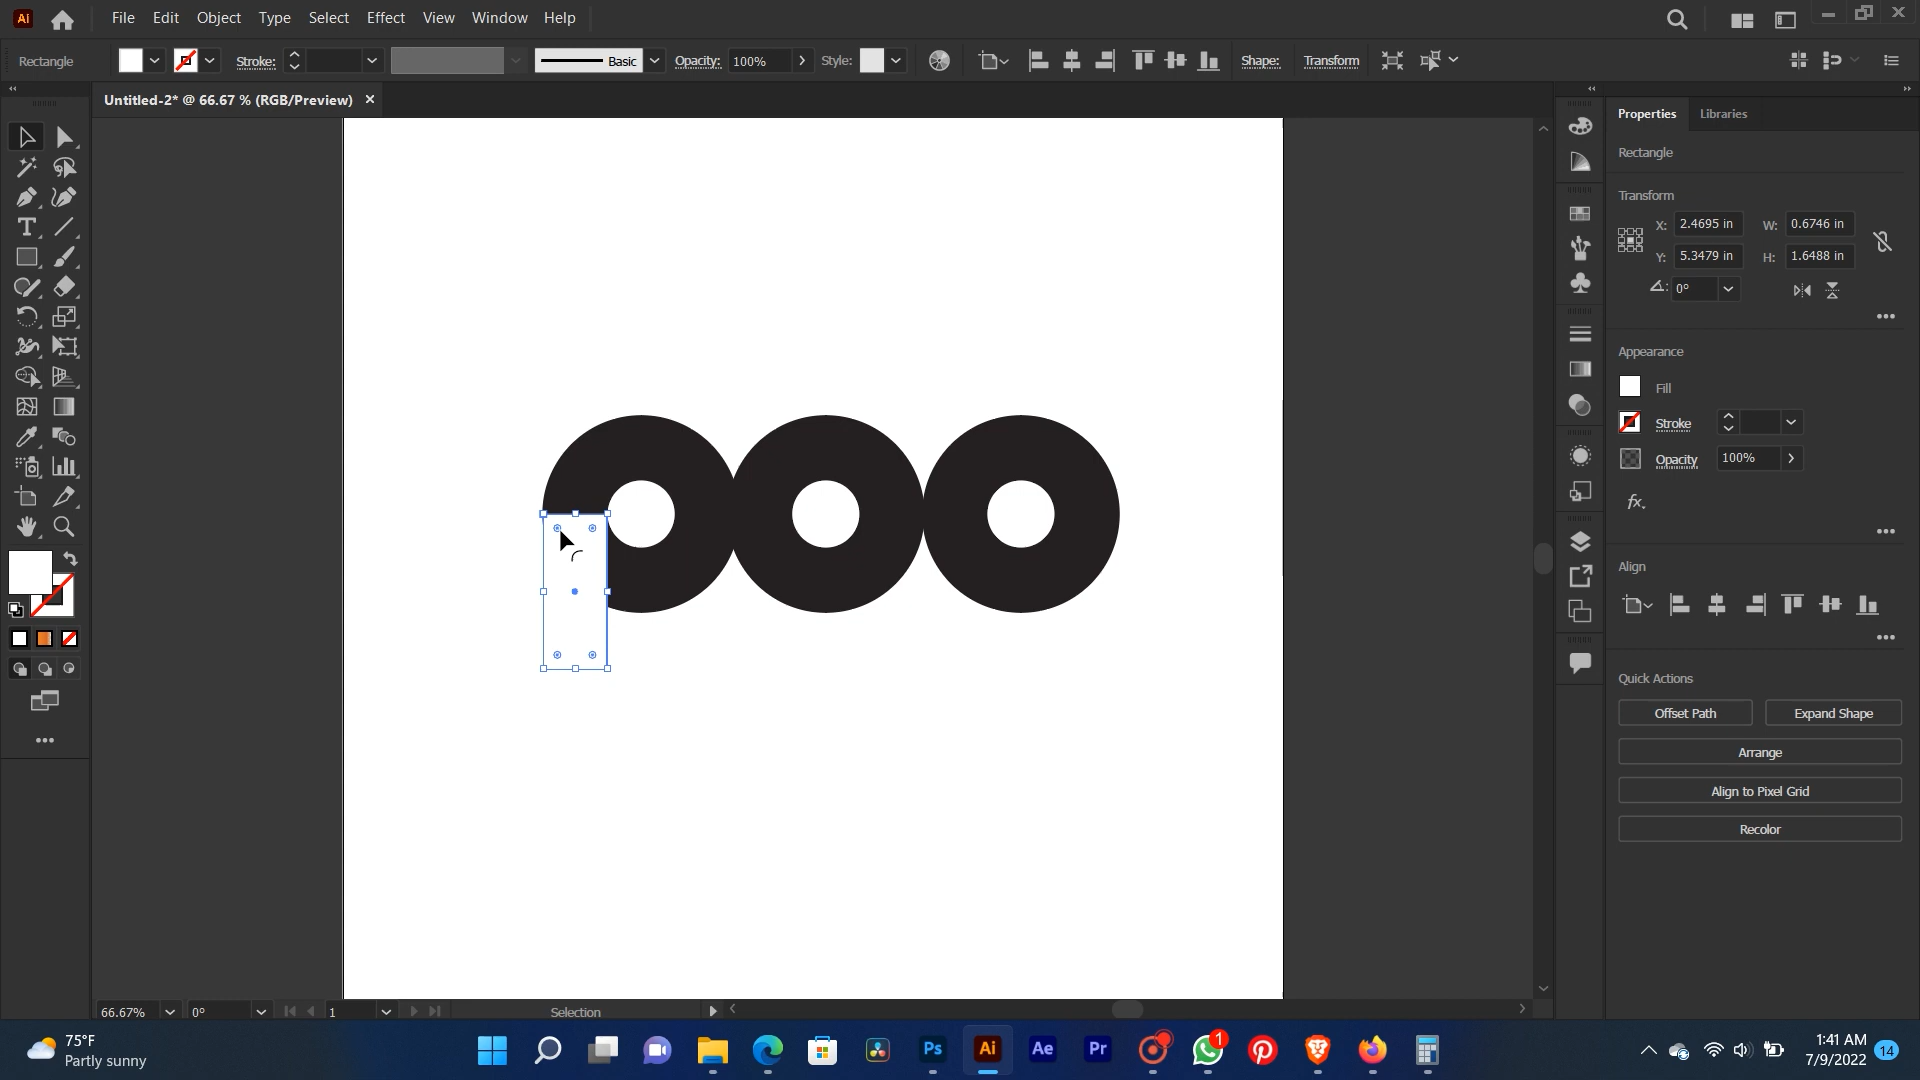 Ai File Edit Object Type Select Effect View Window Help
Rectangle Stroke: Basic Opacity: 100% Style: Shape: Transform
Untitled-2* @ 66.67 % (RGB/Preview) ×
Properties Libraries
Rectangle
Transform
X: 2.4695 in W: 0.6746 in
Y: 5.3479 in H: 1.6488 in
0°
Appearance
Fill
Stroke
Opacity 100%
fx.
Align
Quick Actions
Offset Path Expand Shape
Arrange
Align to Pixel Grid
Recolor
66.67% 0° 1 Selection
75°F
Partly sunny
Ps Ai Ae Pr 1
1:41 AM
7/9/2022 14